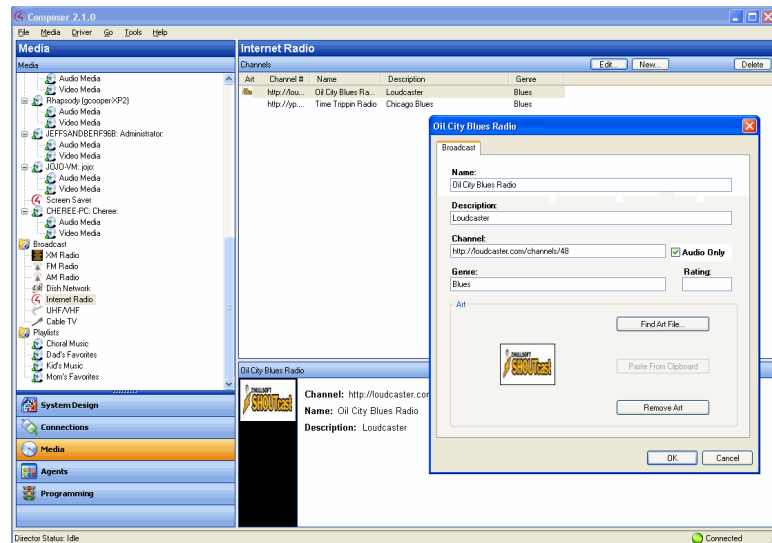 Composer 2.1.0
File Media Driver Go Tools Help
Media
Media
Audio Media
Video Media
Rhapsody (gcooper-XP2)
Audio Media
Video Media
JEFFSANDBERF96B: Administrator:
Audio Media
Video Media
JOJO-VM: jojo:
Audio Media
Video Media
Screen Saver
CHEREE-PC: Cheree:
Audio Media
Video Media
Broadcast
XM Radio
FM Radio
AM Radio
Dish Network
Internet Radio
UHF/VHF
Cable TV
Playlists
Choral Music
Dad's Favorites
Kid's Music
Mom's Favorites
System Design
Connections
Media
Agents
Programming
Director Status: Idle
Internet Radio
Channels Edit... New... Delete
Art Channel # Name Description Genre
http://lou... Oil City Blues Ra... Loudcaster Blues
http://yp.... Time Trippin Radio Chicago Blues Blues
Oil City Blues Radio
NULLSOFT
SHOUTcast
Channel: http://loudcaster.cor
Name: Oil City Blues Radio
Description: Loudcaster
Oil City Blues Radio
Broadcast
Name:
Oil City Blues Radio
Description:
Loudcaster
Channel:
http://loudcaster.com/channels/48
Audio Only
Genre: Rating:
Blues
Art
NULLSOFT
SHOUTcast
Find Art File...
Paste From Clipboard
Remove Art
OK Cancel
Connected